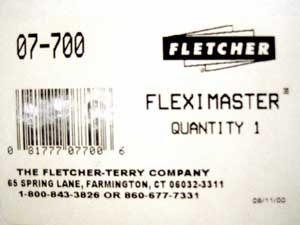 07-700
FLETCHER
FLEXIMASTER®
QUANTITY 1
0 81777 07700 6
THE FLETCHER-TERRY COMPANY
65 SPRING LANE, FARMINGTON, CT 06032-3311
1-800-843-3826 OR 860-677-7331
08/11/00